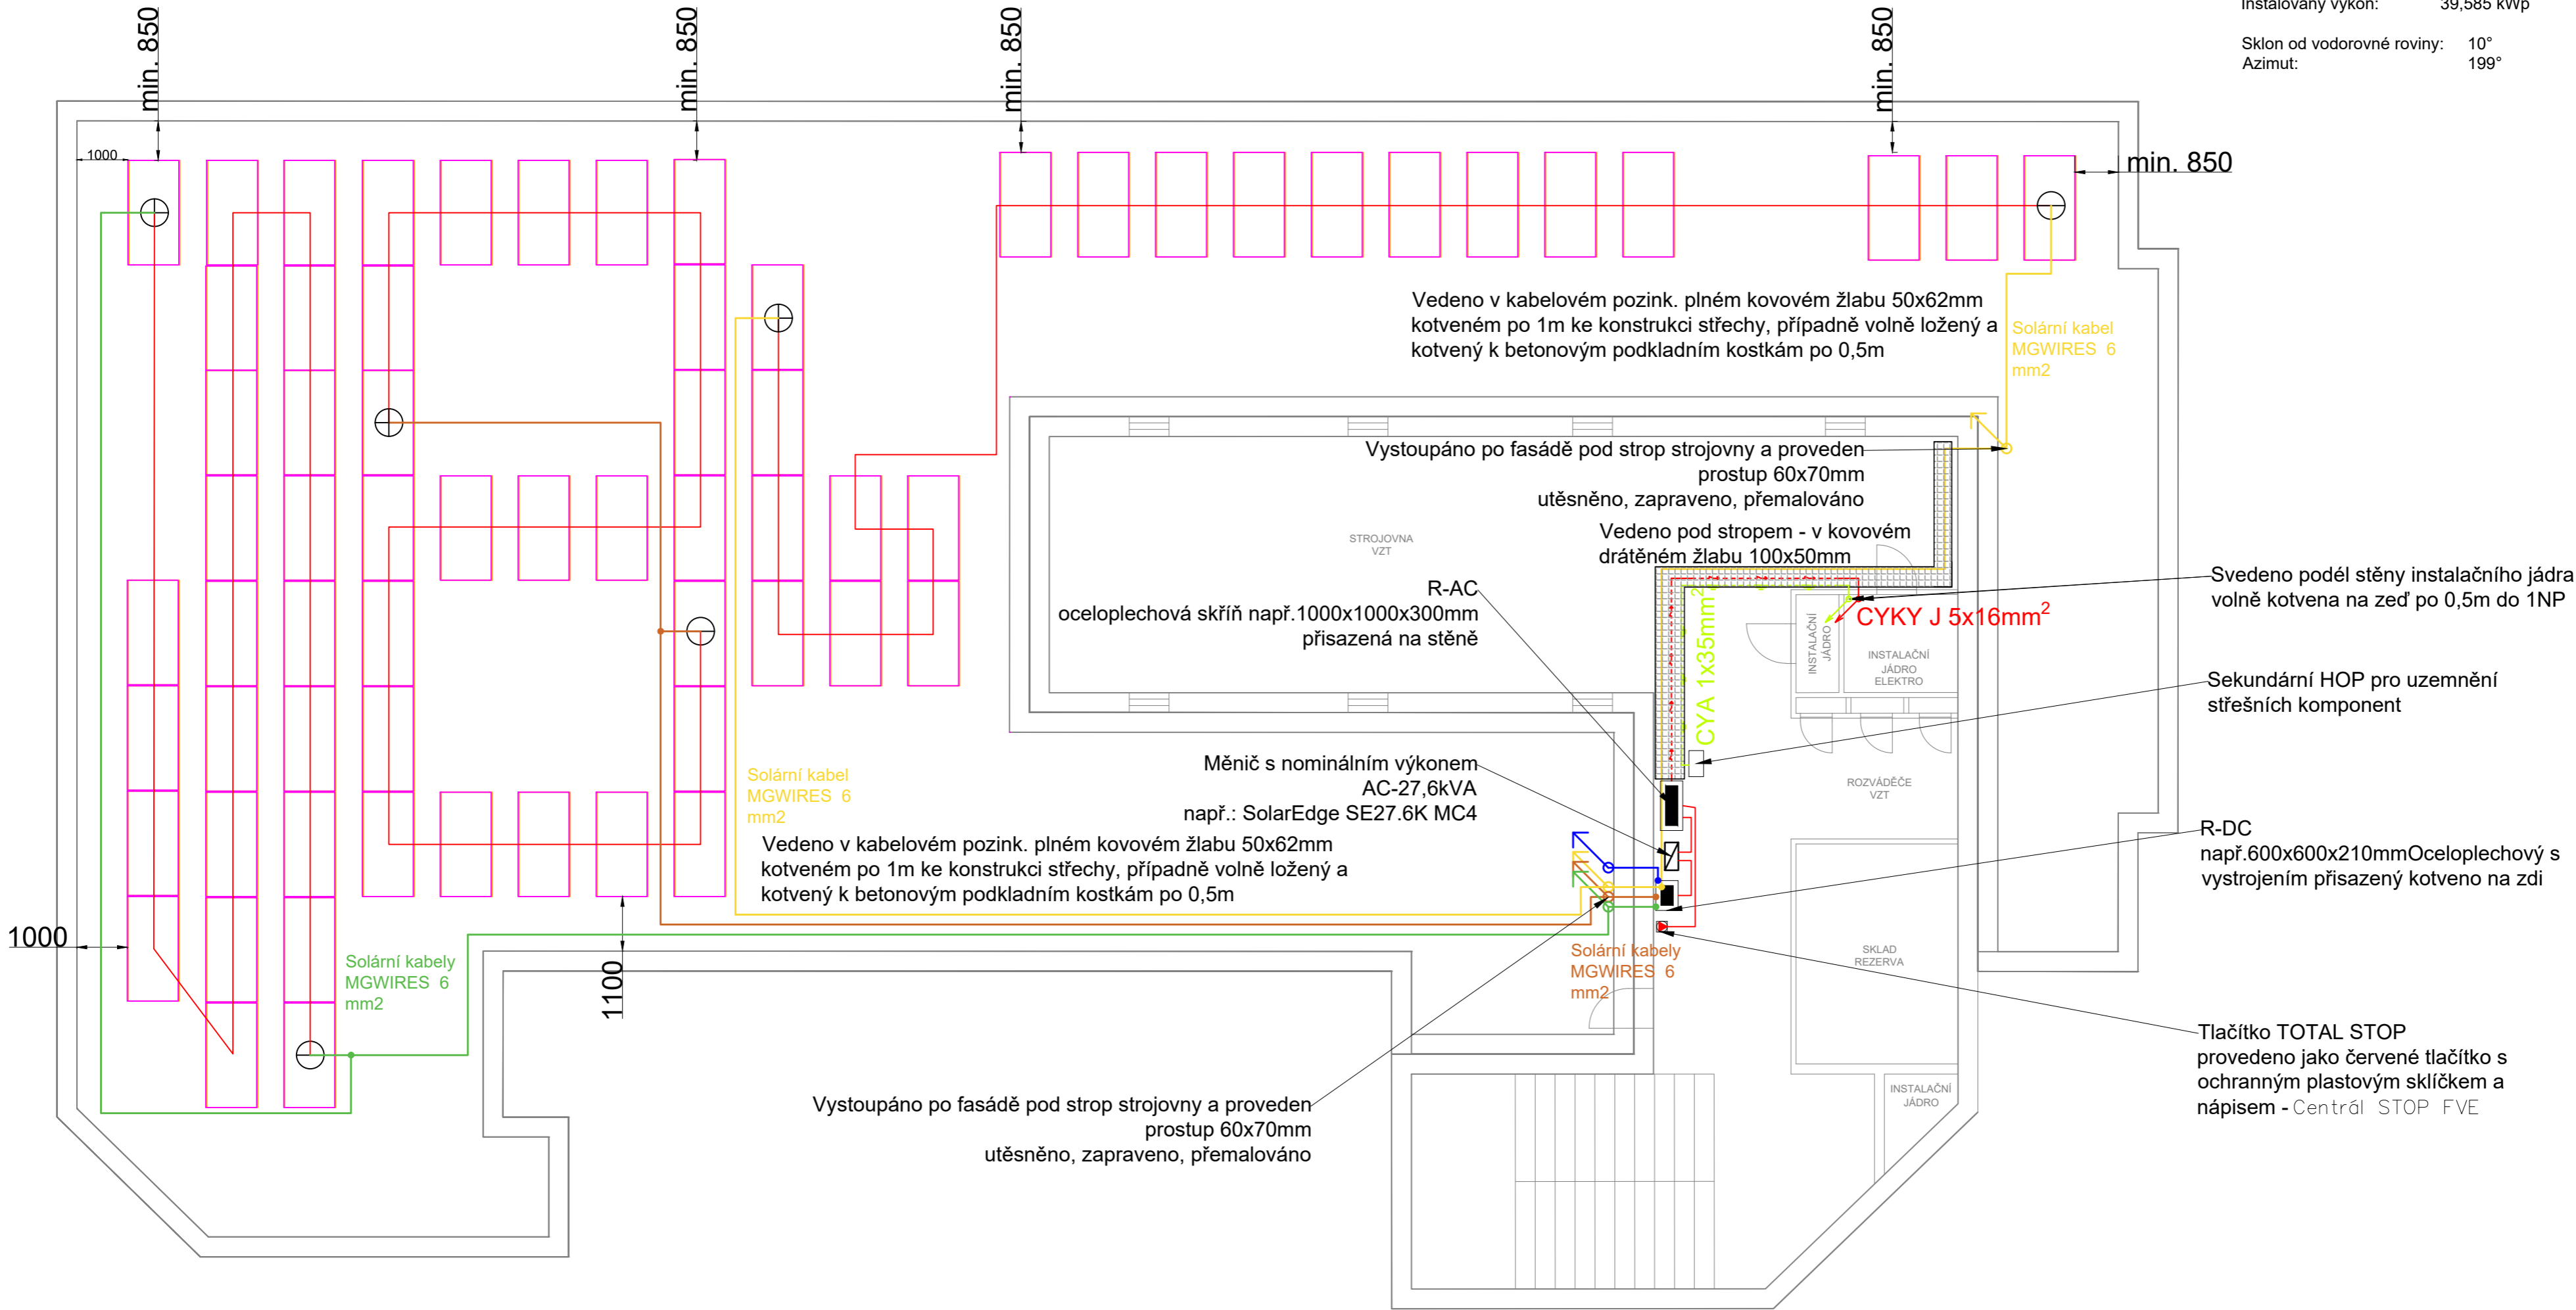 Instalovaný výkon: 39,585 kWp
Sklon od vodorovné roviny: 10°
Azimut: 199°
min. 850
min. 850
min. 850
min. 850
1000
min. 850
Vedeno v kabelovém pozink. plném kovovém žlabu 50x62mm
kotveném po 1m ke konstrukci střechy, případně volně ložený a
kotvený k betonovým podkladním kostkám po 0,5m
Solární kabel
MGWIRES 6
mm2
Vystoupáno po fasádě pod strop strojovny a proveden
prostup 60x70mm
utěsněno, zapraveno, přemalováno
Vedeno pod stropem - v kovovém
drátěném žlabu 100x50mm
STROJOVNA
VZT
R-AC
oceloplechová skříň např.1000x1000x300mm
přisazená na stěně
CYA 1x35mm²
CYKY J 5x16mm²
INSTALAČNÍ
JÁDRO
INSTALAČNÍ
JÁDRO
ELEKTRO
Svedeno podél stěny instalačního jádra
volně kotvena na zeď po 0,5m do 1NP
Sekundární HOP pro uzemnění
střešních komponent
Měnič s nominálním výkonem
AC-27,6kVA
např.: SolarEdge SE27.6K MC4
ROZVÁDĚČE
VZT
Solární kabel
MGWIRES 6
mm2
Vedeno v kabelovém pozink. plném kovovém žlabu 50x62mm
kotveném po 1m ke konstrukci střechy, případně volně ložený a
kotvený k betonovým podkladním kostkám po 0,5m
R-DC
např.600x600x210mmOceloplechový s
vystrojením přisazený kotveno na zdi
1000
Solární kabely
MGWIRES 6
mm2
1100
Solární kabely
MGWIRES 6
mm2
SKLAD
REZERVA
Tlačítko TOTAL STOP
provedeno jako červené tlačítko s
ochranným plastovým sklíčkem a
nápisem - Centrál STOP FVE
INSTALAČNÍ
JÁDRO
Vystoupáno po fasádě pod strop strojovny a proveden
prostup 60x70mm
utěsněno, zapraveno, přemalováno